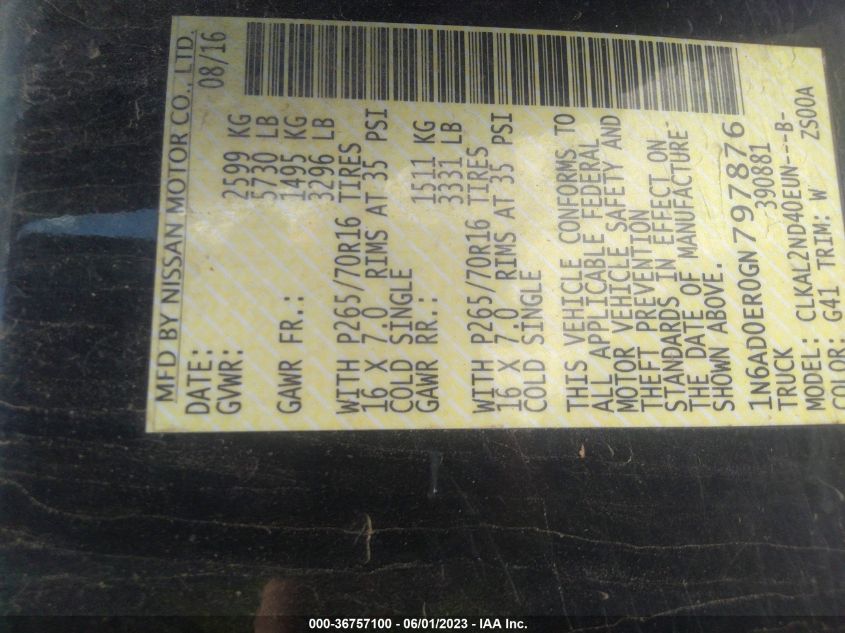 MFD BY NISSAN MOTOR CO., LTD.
DATE: 08/16
GVWR: 2599 KG
5730 LB
GAWR FR.: 1495 KG
3296 LB
WITH P265/70R16 TIRES
16 X 7.0 RIMS AT 35 PSI
COLD SINGLE
GAWR RR.: 1511 KG
3331 LB
WITH P265/70R16 TIRES
16 X 7.0 RIMS AT 35 PSI
COLD SINGLE
THIS VEHICLE CONFORMS TO
ALL APPLICABLE FEDERAL
MOTOR VEHICLE SAFETY AND
THEFT PREVENTION
STANDARDS IN EFFECT ON
THE DATE OF MANUFACTURE
SHOWN ABOVE.
1N6AD0ER0GN797876
TRUCK 390881
MODEL: CLKAL2ND40EUN---B-
COLOR: G41 TRIM: W ZS00A
000-36757100 - 06/01/2023 - IAA Inc.